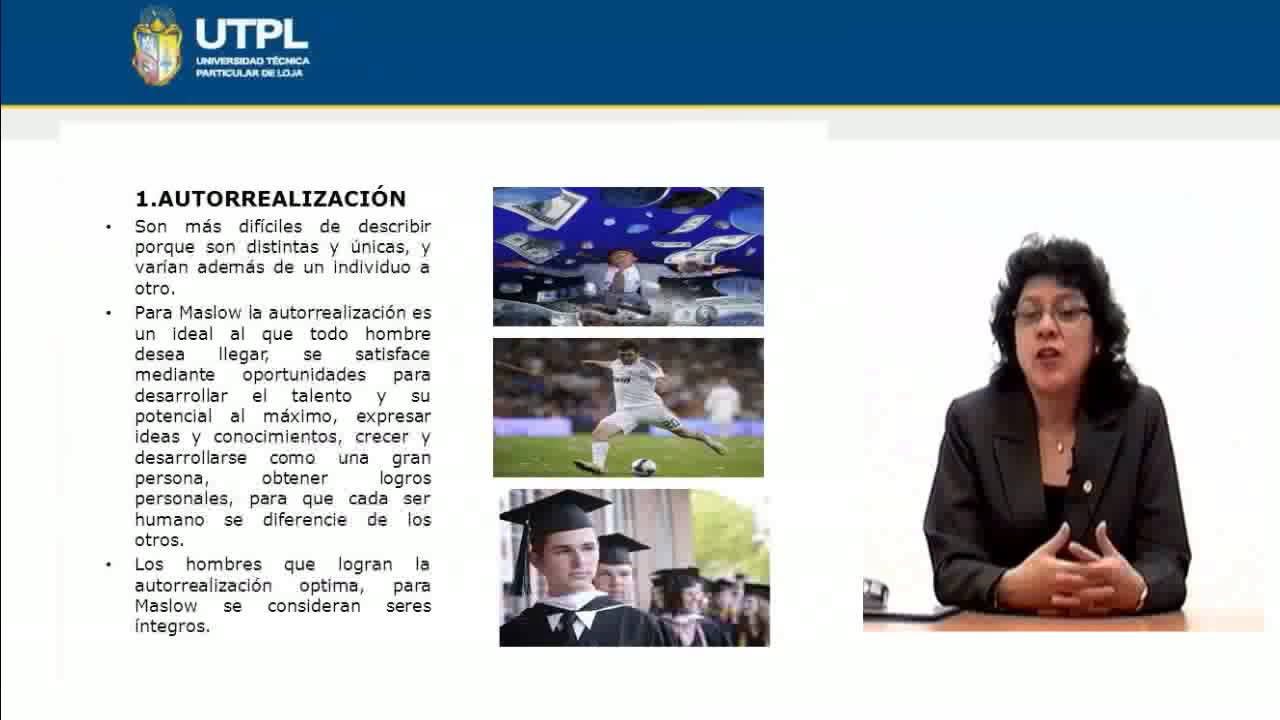 UTPL
UNIVERSIDAD TÉCNICA
PARTICULAR DE LOJA
1.AUTORREALIZACIÓN
• Son más difíciles de describir
porque son distintas y únicas, y
varían además de un individuo a
otro.
• Para Maslow la autorrealización es
un ideal al que todo hombre
desea llegar, se satisface
mediante oportunidades para
desarrollar el talento y su
potencial al máximo, expresar
ideas y conocimientos, crecer y
desarrollarse como una gran
persona, obtener logros
personales, para que cada ser
humano se diferencie de los
otros.
• Los hombres que logran la
autorrealización optima, para
Maslow se consideran seres
íntegros.